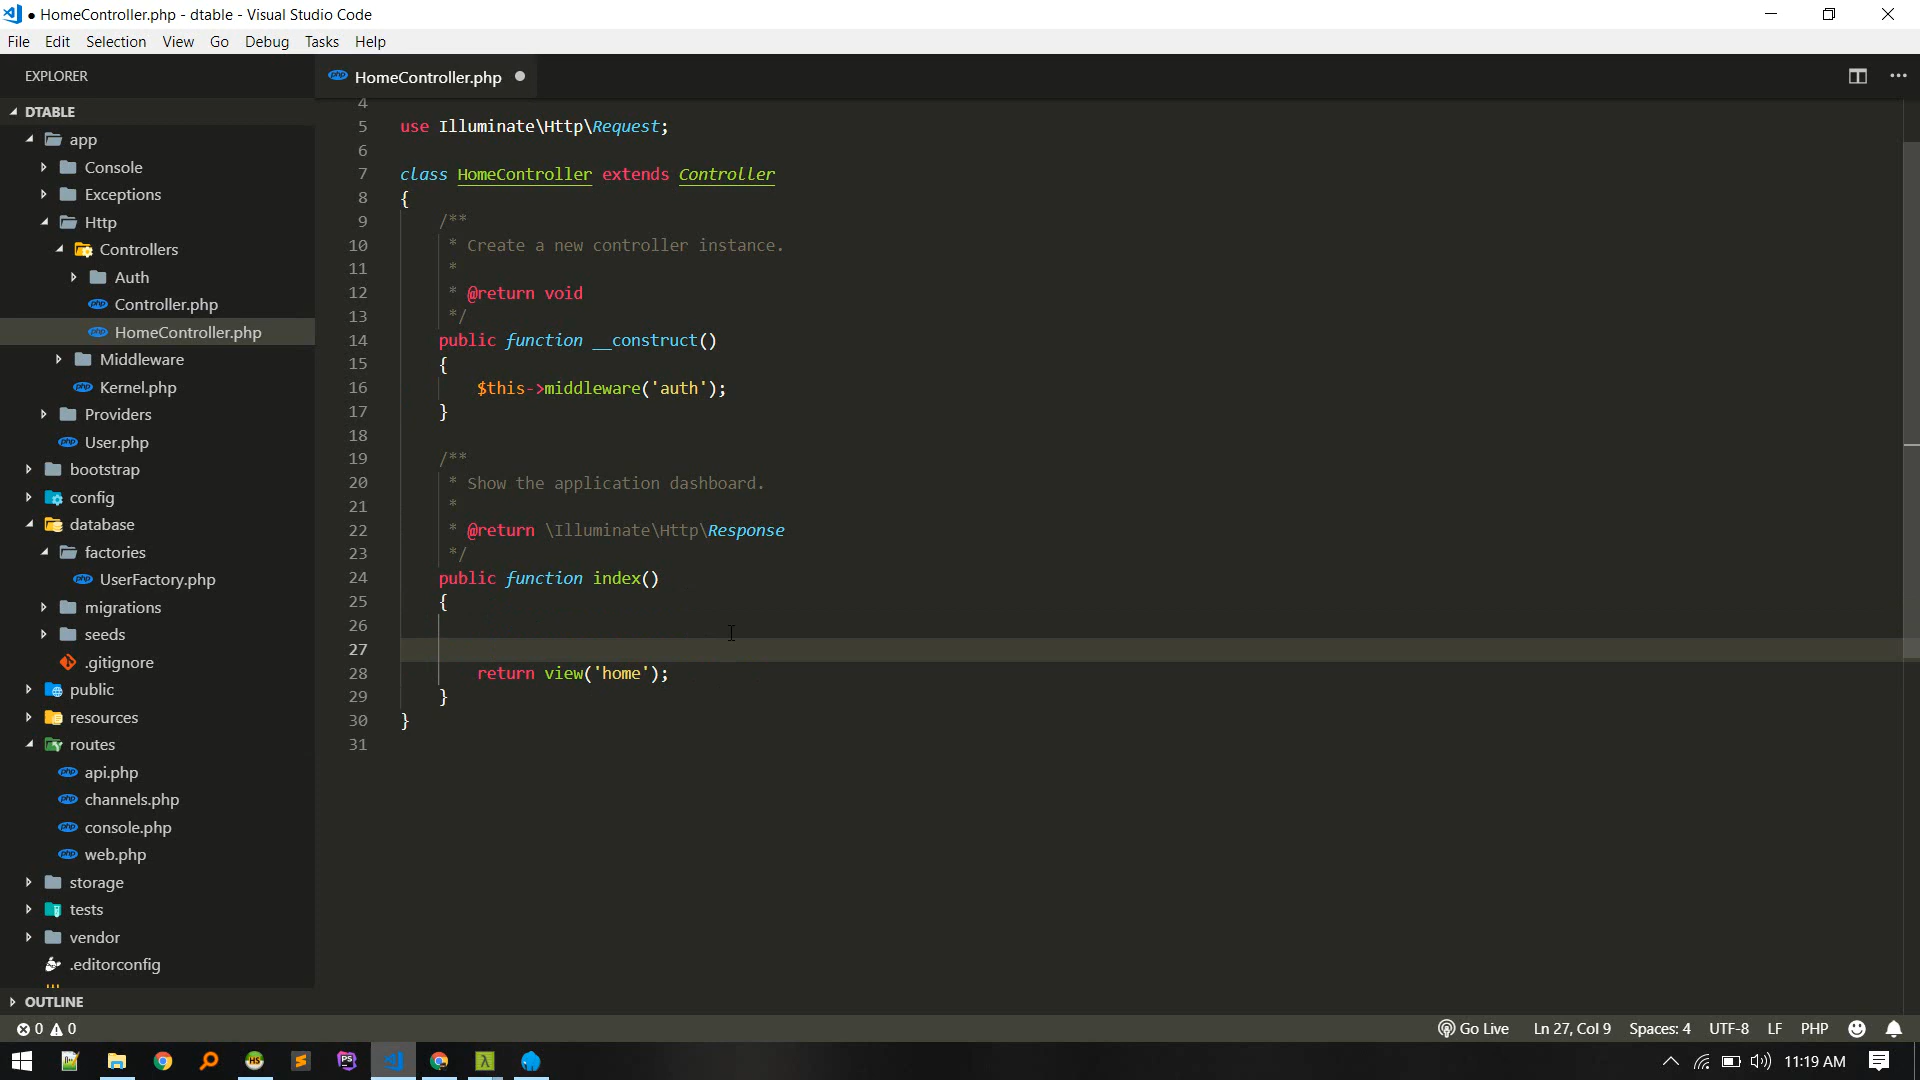 ● HomeController.php - dtable - Visual Studio Code
File Edit Selection View Go Debug Tasks Help
EXPLORER
DTABLE
app
Console
Exceptions
Http
Controllers
Auth
Controller.php
HomeController.php
Middleware
Kernel.php
Providers
User.php
bootstrap
config
database
factories
UserFactory.php
migrations
seeds
.gitignore
public
resources
routes
api.php
channels.php
console.php
web.php
storage
tests
vendor
.editorconfig
OUTLINE
HomeController.php ●
4
5 use Illuminate\Http\Request;
6
7 class HomeController extends Controller
8 {
9 /**
10 * Create a new controller instance.
11 *
12 * @return void
13 */
14 public function __construct()
15 {
16 $this->middleware('auth');
17 }
18
19 /**
20 * Show the application dashboard.
21 *
22 * @return \Illuminate\Http\Response
23 */
24 public function index()
25 {
26
27
28 return view('home');
29 }
30 }
31
0 0 Go Live Ln 27, Col 9 Spaces: 4 UTF-8 LF PHP
11:19 AM